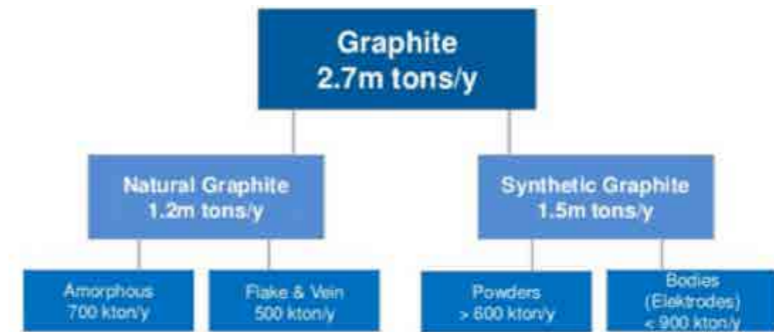 Graphite
2.7m tons/y
Natural Graphite
1.2m tons/y
Synthetic Graphite
1.5m tons/y
Amorphous
700 kton/y
Flake & Vein
500 kton/y
Powders
> 600 kton/y
Bodies
(Elektrodes)
< 900 kton/y